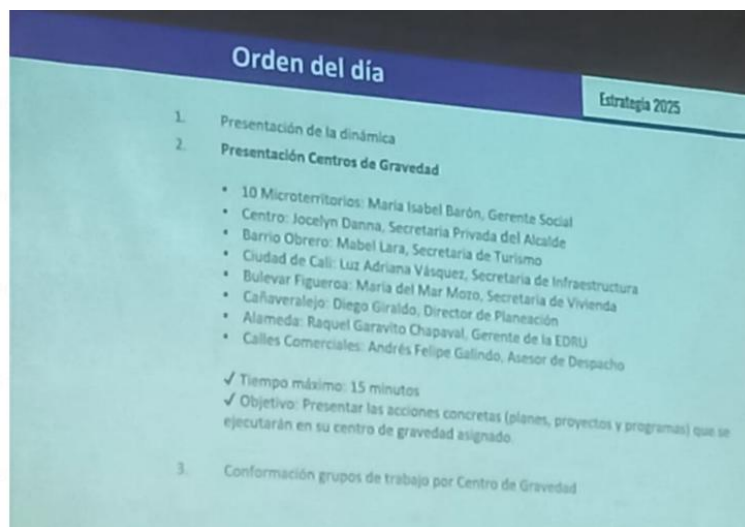 Orden del día
Estrategia 2025
1. Presentación de la dinámica
2. Presentación Centros de Gravedad
• 10 Microterritorios: Maria Isabel Barón, Gerente Social
• Centro: Jocelyn Danna, Secretaria Privada del Alcalde
• Barrio Obrero: Mabel Lara, Secretaria de Turismo
• Ciudad de Cali: Luz Adriana Vásquez, Secretaria de Infraestructura
• Bulevar Figueroa: Maria del Mar Mozo, Secretaria de Vivienda
• Cañaveralejo: Diego Giraldo, Director de Planeación
• Alameda: Raquel Garavito Chapaval, Gerente de la EDRU
• Calles Comerciales: Andrés Felipe Galindo, Asesor de Despacho
✓ Tiempo máximo: 15 minutos
✓ Objetivo: Presentar las acciones concretas (planes, proyectos y programas) que se
ejecutarán en su centro de gravedad asignado.
3. Conformación grupos de trabajo por Centro de Gravedad